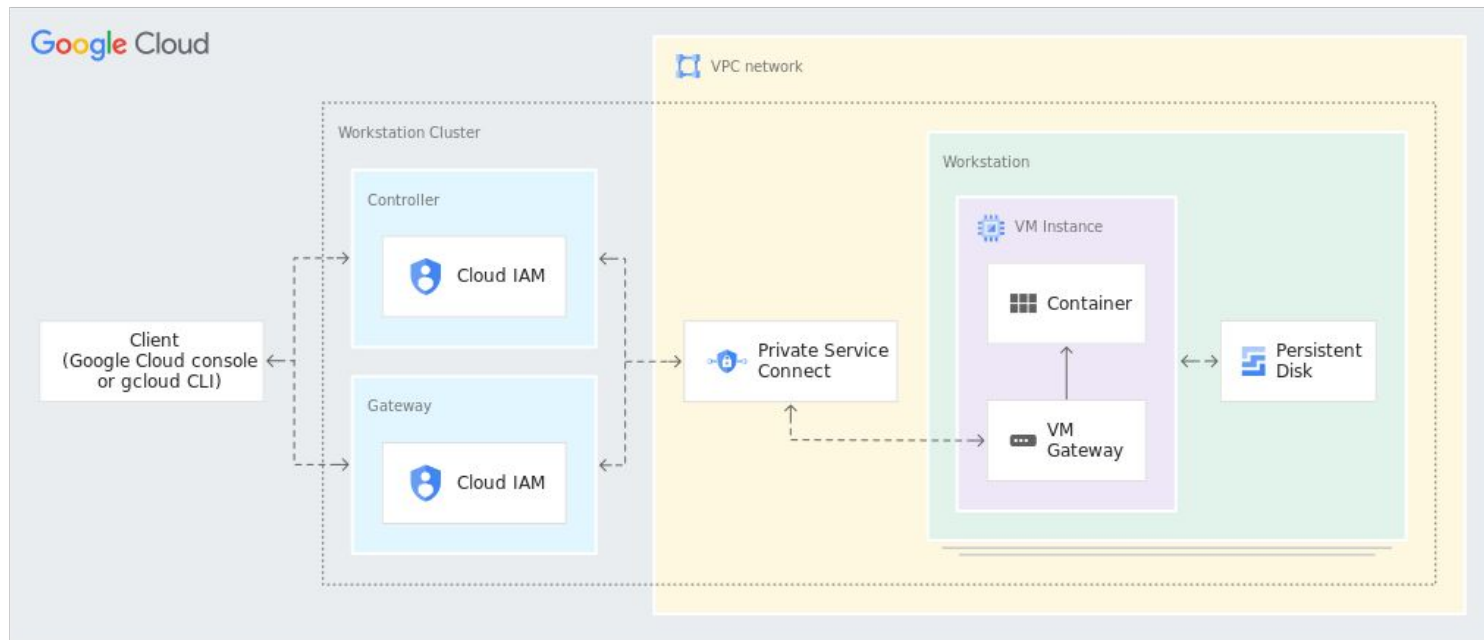 Google Cloud
VPC network
Workstation Cluster
Workstation
Controller
VM Instance
Cloud IAM
Container
Client
(Google Cloud console
or gcloud CLI)
Private Service
Connect
Persistent
Disk
Gateway
VM
Gateway
Cloud IAM